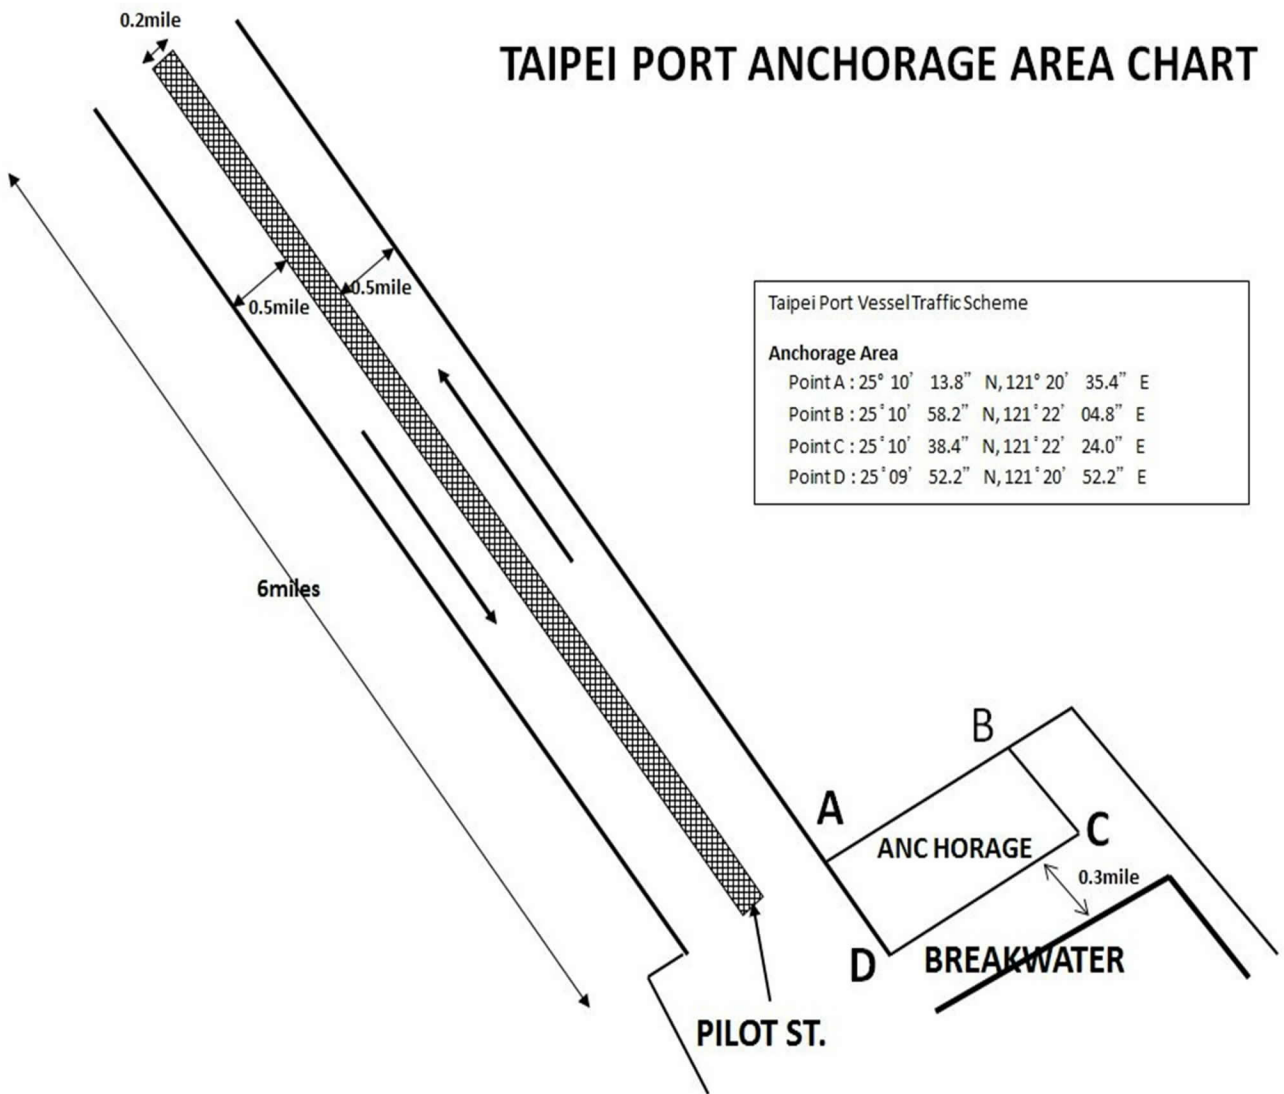 0.2mile
TAIPEI PORT ANCHORAGE AREA CHART
0.5mile
0.5mile
Taipei Port Vessel Traffic Scheme
Anchorage Area
Point A : 25° 10' 13.8" N, 121° 20' 35.4" E
Point B : 25° 10' 58.2" N, 121° 22' 04.8" E
Point C : 25° 10' 38.4" N, 121° 22' 24.0" E
Point D : 25° 09' 52.2" N, 121° 20' 52.2" E
6miles
B
A
C
ANC HORAGE
0.3mile
D
BREAKWATER
PILOT ST.